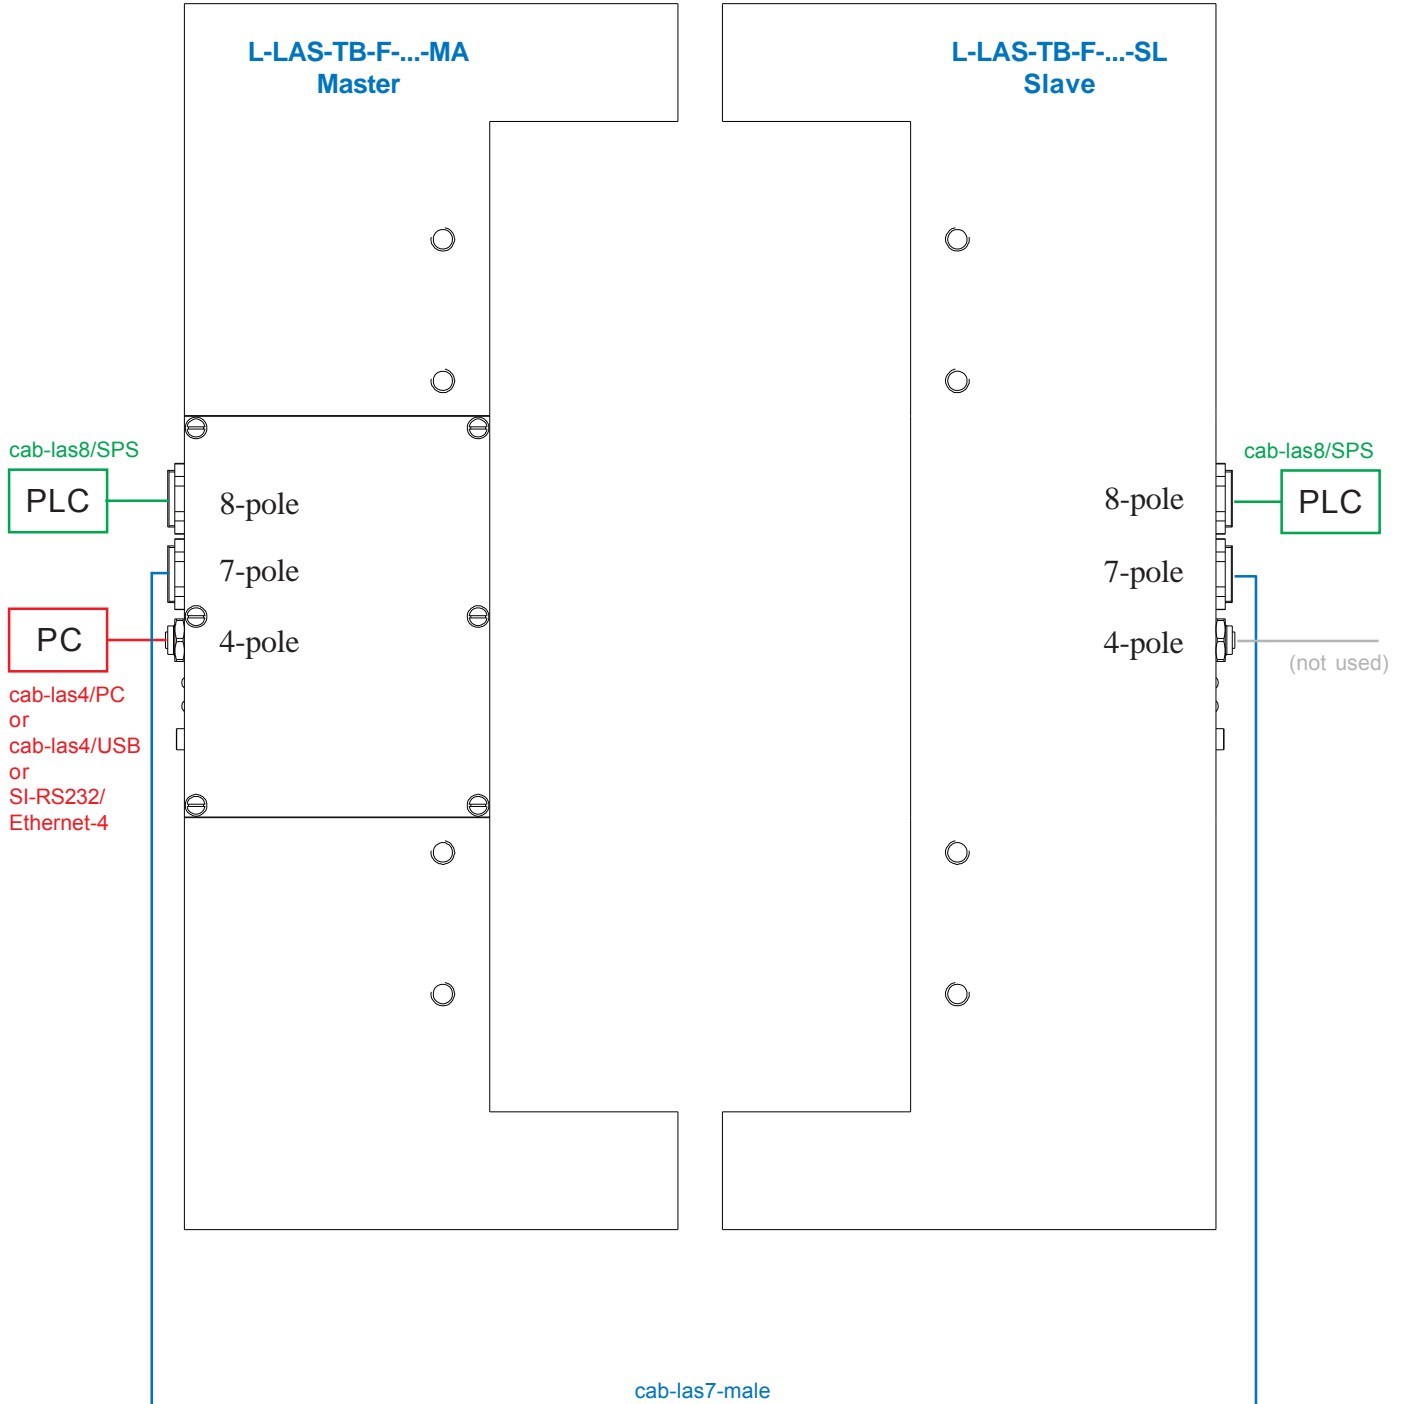 L-LAS-TB-F-...-MA
Master
L-LAS-TB-F-...-SL
Slave
cab-las8/SPS
PLC
8-pole
7-pole
PC
4-pole
cab-las4/PC
or
cab-las4/USB
or
SI-RS232/
Ethernet-4
cab-las8/SPS
8-pole
PLC
7-pole
4-pole
(not used)
cab-las7-male